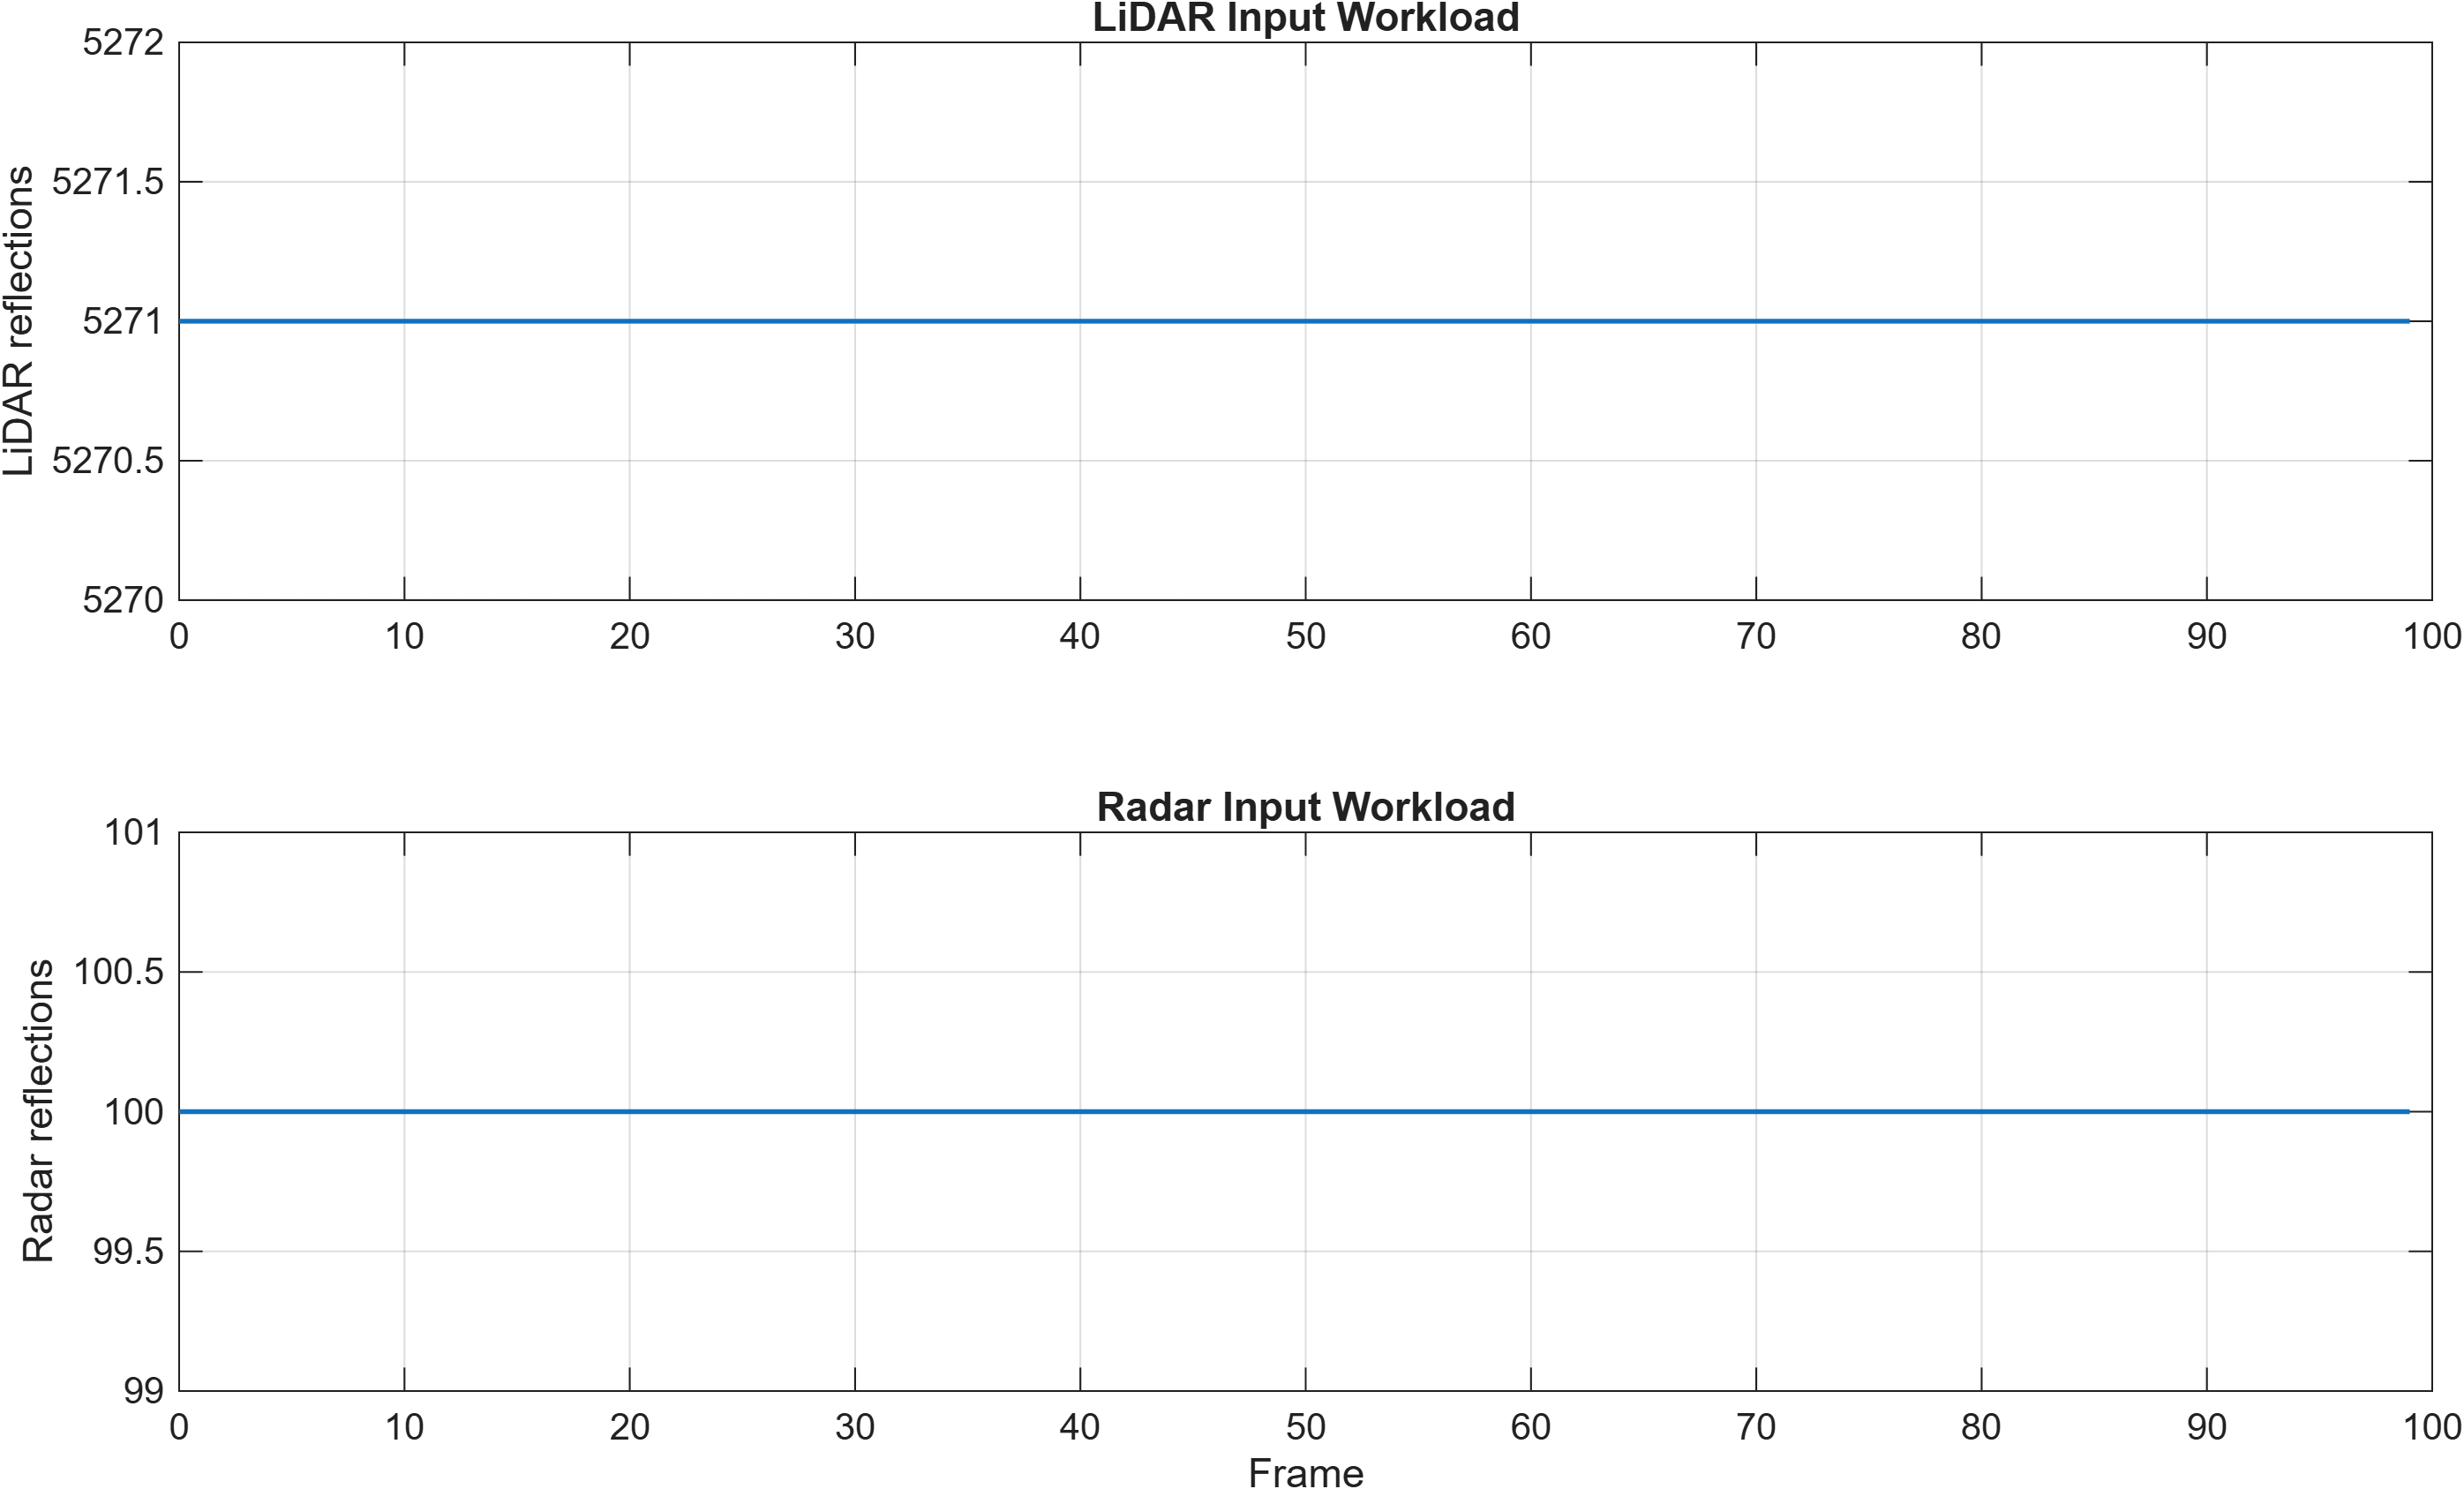 LiDAR Input Workload
LiDAR reflections
5272
5271.5
5271
5270.5
5270
0 10 20 30 40 50 60 70 80 90 100
Radar Input Workload
Radar reflections
101
100.5
100
99.5
99
0 10 20 30 40 50 60 70 80 90 100
Frame